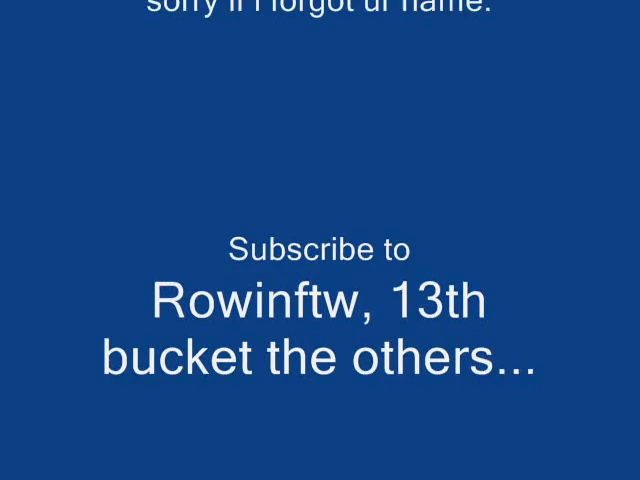 sorry if I forgot ur name.
Subscribe to
Rowinftw, 13th
bucket the others...